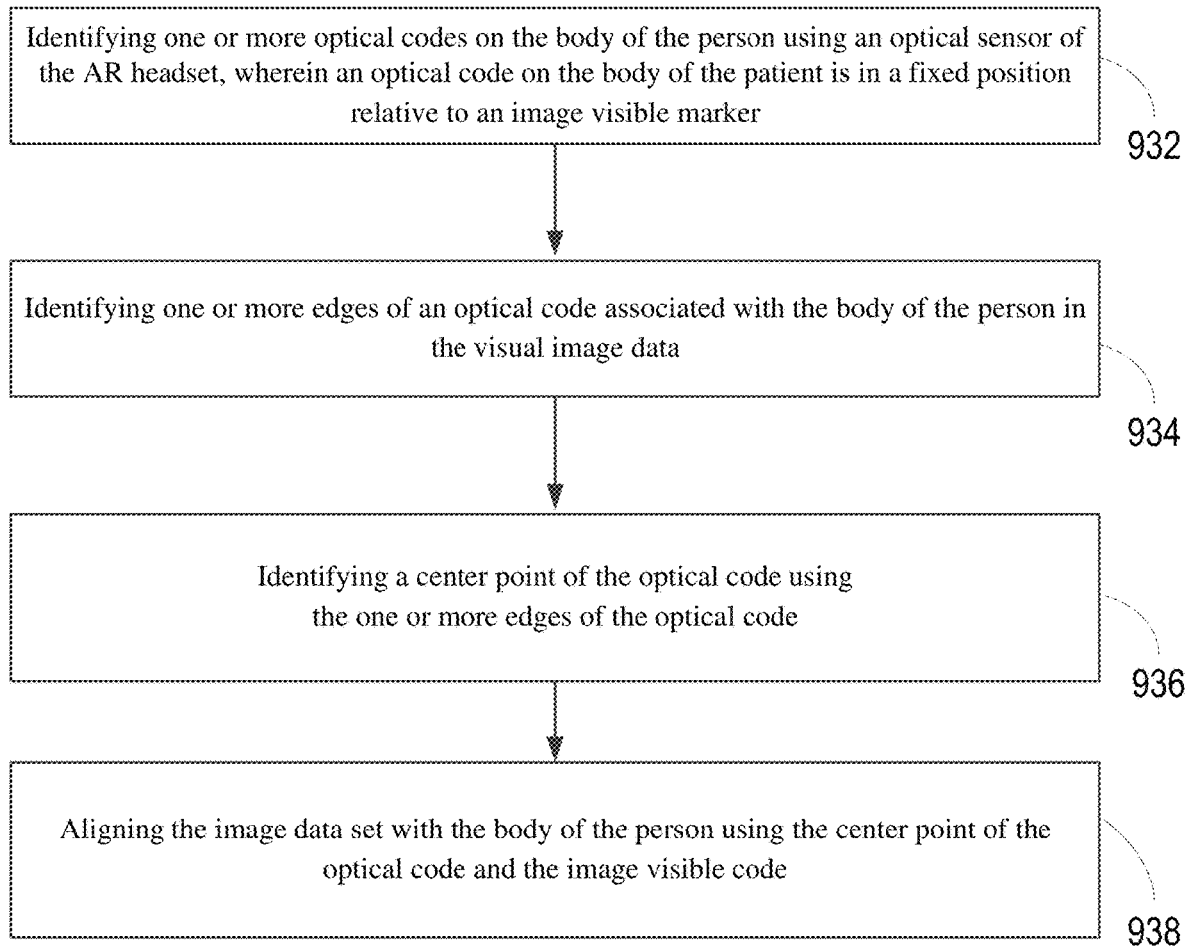 Identifying one or more optical codes on the body of the person using an optical sensor of
the AR headset, wherein an optical code on the body of the patient is in a fixed position
relative to an image visible marker
932
Identifying one or more edges of an optical code associated with the body of the person in
the visual image data
934
Identifying a center point of the optical code using
the one or more edges of the optical code
936
Aligning the image data set with the body of the person using the center point of the
optical code and the image visible code
938